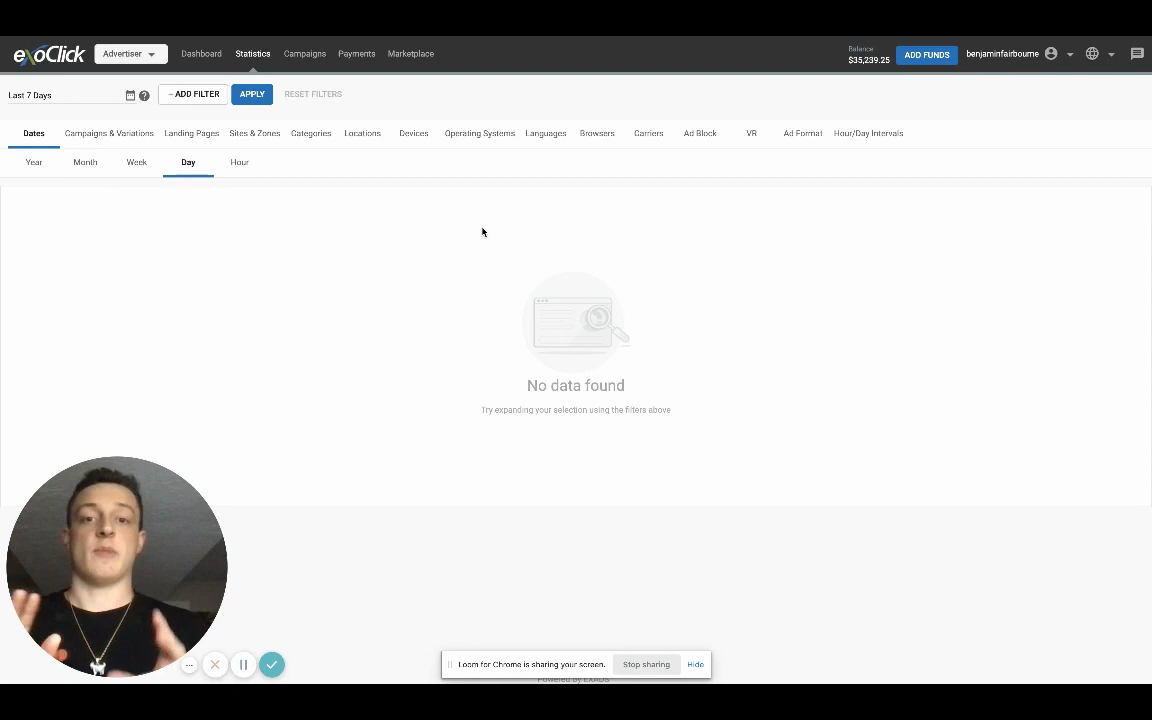 exoClick
Advertiser
Dashboard
Statistics
Campaigns
Payments
Marketplace
Balance
$35,239.25
ADD FUNDS
benjaminfairbourne
Last 7 Days
?
- ADD FILTER
APPLY
RESET FILTERS
Dates
Campaigns & Variations
Landing Pages
Sites & Zones
Categories
Locations
Devices
Operating Systems
Languages
Browsers
Carriers
Ad Block
VR
Ad Format
Hour/Day Intervals
Year
Month
Week
Day
Hour
No data found
Try expanding your selection using the filters above
Loom for Chrome is sharing your screen.
Stop sharing
Hide
Powered by EXADS